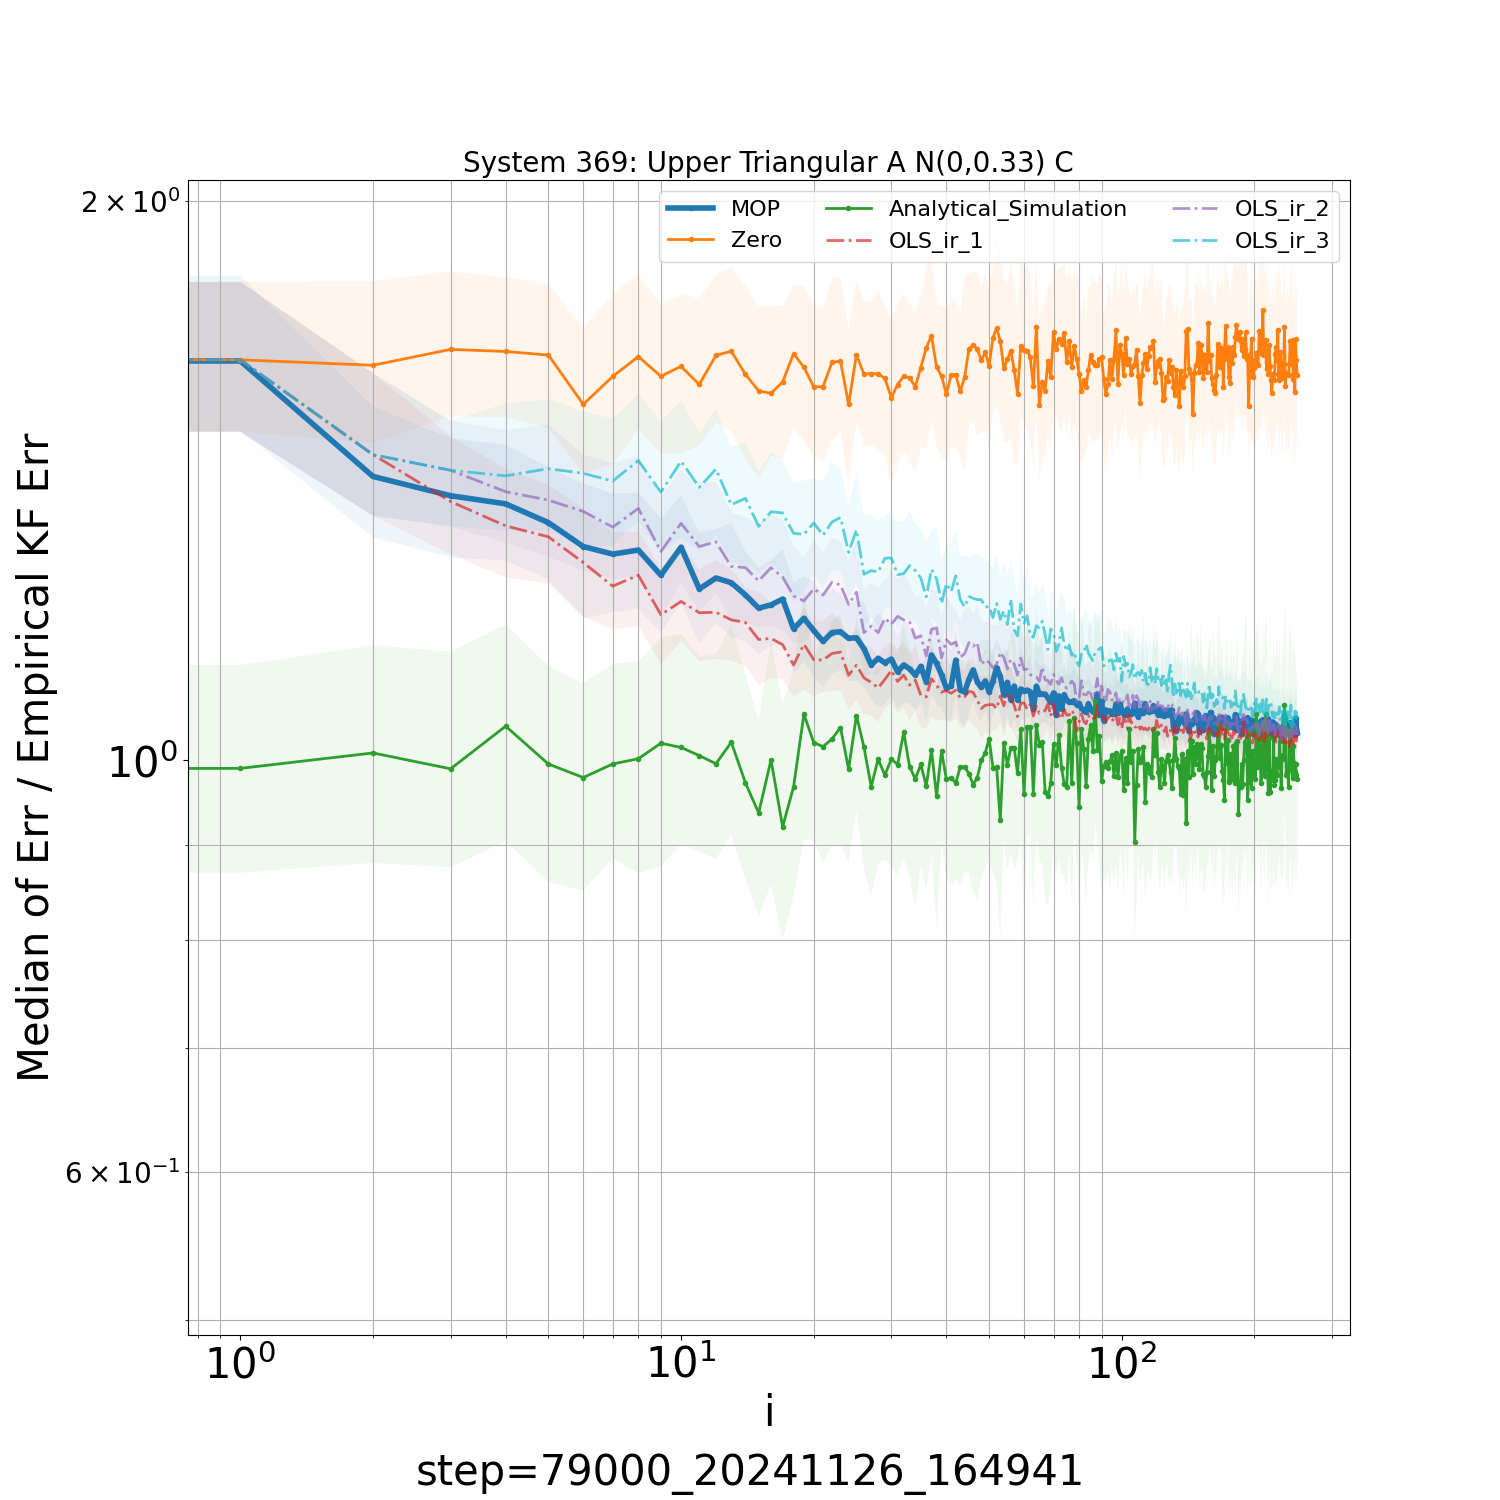 System 369: Upper Triangular A N(0,0.33) C
MOP
Zero
Analytical_Simulation
OLS_ir_1
OLS_ir_2
OLS_ir_3
Median of Err / Empirical KF Err
2 × 10⁰
10⁰
6 × 10⁻¹
10⁰ 10¹ 10²
i
step=79000_20241126_164941